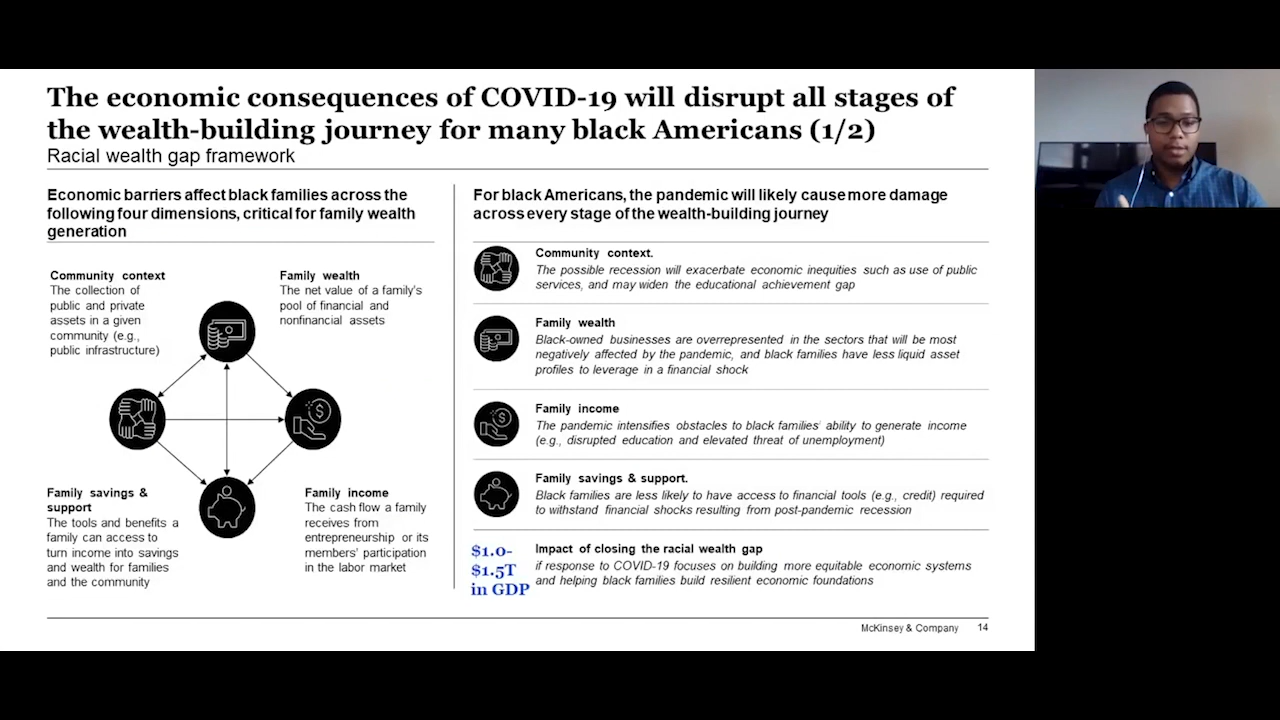 The economic consequences of COVID-19 will disrupt all stages of
the wealth-building journey for many black Americans (1/2)
Racial wealth gap framework
Economic barriers affect black families across the
following four dimensions, critical for family wealth
generation
Community context
The collection of
public and private
assets in a given
community (e.g.,
public infrastructure)
Family wealth
The net value of a family's
pool of financial and
nonfinancial assets
$
Family savings &
support
The tools and benefits a
family can access to
turn income into savings
and wealth for families
and the community
Family income
The cash flow a family
receives from
entrepreneurship or its
members' participation
in the labor market
For black Americans, the pandemic will likely cause more damage
across every stage of the wealth-building journey
Community context.
The possible recession will exacerbate economic inequities such as use of public
services, and may widen the educational achievement gap
Family wealth
Black-owned businesses are overrepresented in the sectors that will be most
negatively affected by the pandemic, and black families have less liquid asset
profiles to leverage in a financial shock
$
Family income
The pandemic intensifies obstacles to black families' ability to generate income
(e.g., disrupted education and elevated threat of unemployment)
Family savings & support.
Black families are less likely to have access to financial tools (e.g., credit) required
to withstand financial shocks resulting from post-pandemic recession
$1.0-
$1.5T
in GDP
Impact of closing the racial wealth gap
if response to COVID-19 focuses on building more equitable economic systems
and helping black families build resilient economic foundations
McKinsey & Company 14